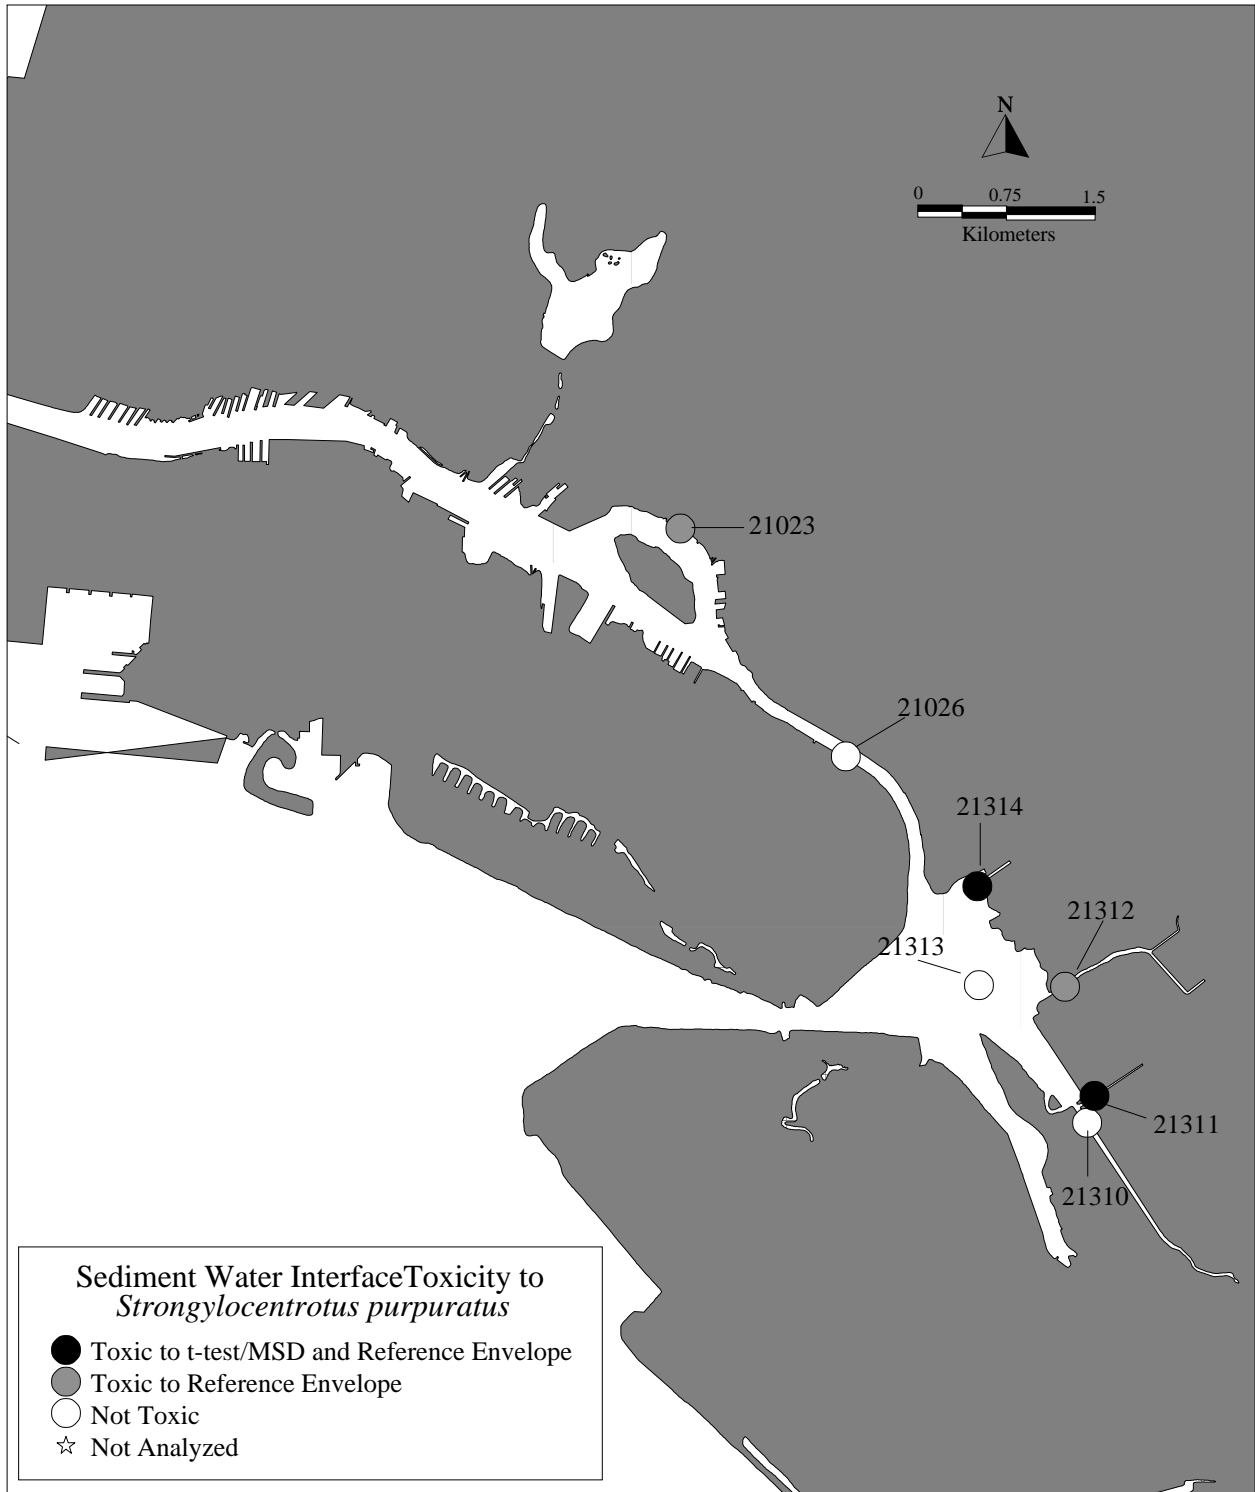 N
0 0.75 1.5
Kilometers
21023
21026
21314
21312
21313
21311
21310
Sediment Water InterfaceToxicity to
Strongylocentrotus purpuratus
Toxic to t-test/MSD and Reference Envelope
Toxic to Reference Envelope
Not Toxic
Not Analyzed